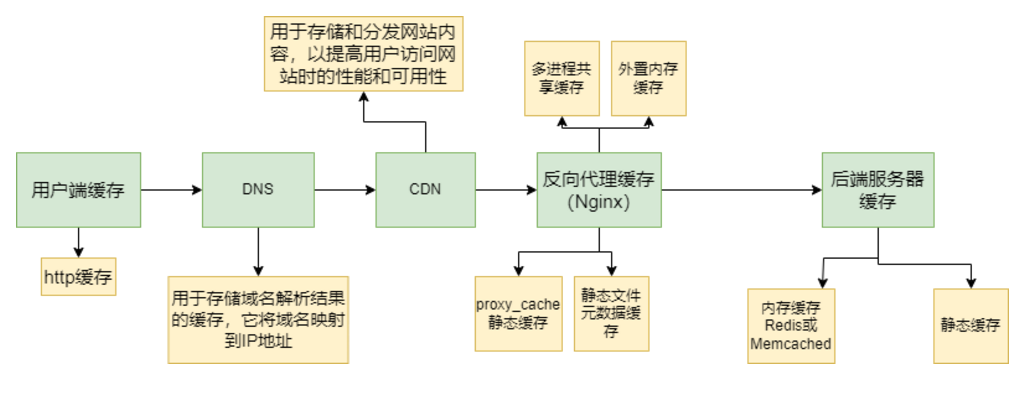 用于存储和分发网站内
容，以提高用户访问网
站时的性能和可用性
多进程共
享缓存
外置内存
缓存
用户端缓存
DNS
CDN
反向代理缓存
（Nginx）
后端服务器
缓存
http缓存
用于存储域名解析结果
的缓存，它将域名映射
到IP地址
proxy_cache
静态缓存
静态文件
元数据缓
存
内存缓存
Redis或
Memcached
静态缓存